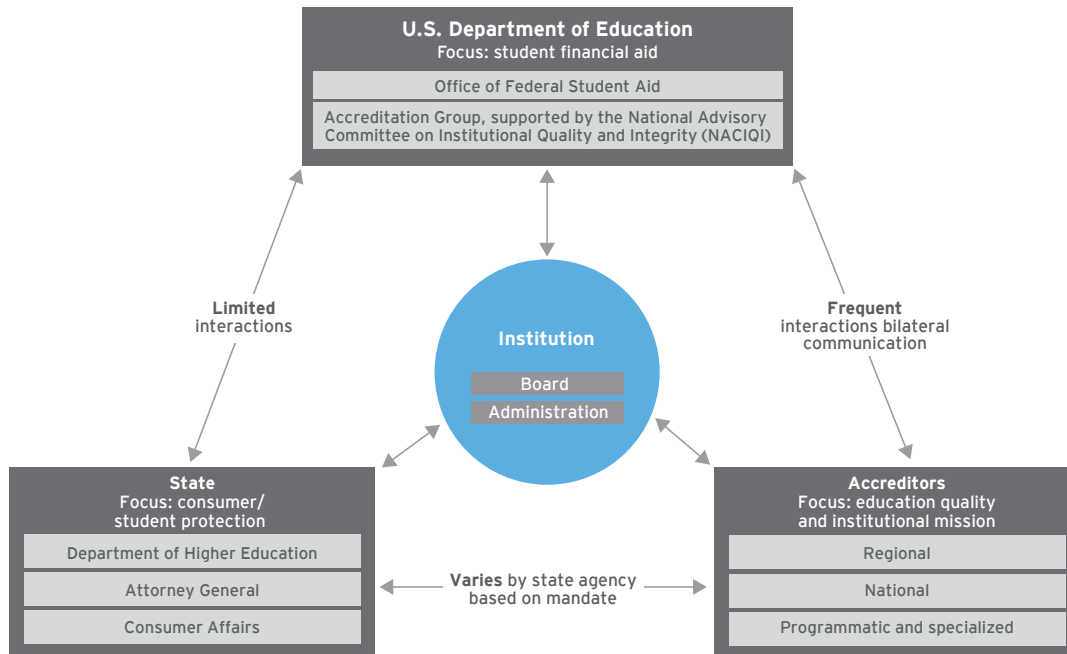 U.S. Department of Education
Focus: student financial aid
Office of Federal Student Aid
Accreditation Group, supported by the National Advisory
Committee on Institutional Quality and Integrity (NACIQI)
Limited
interactions
Frequent
interactions bilateral
communication
Institution
Board
Administration
State
Focus: consumer/
student protection
Department of Higher Education
Attorney General
Consumer Affairs
Varies by state agency
based on mandate
Accreditors
Focus: education quality
and institutional mission
Regional
National
Programmatic and specialized